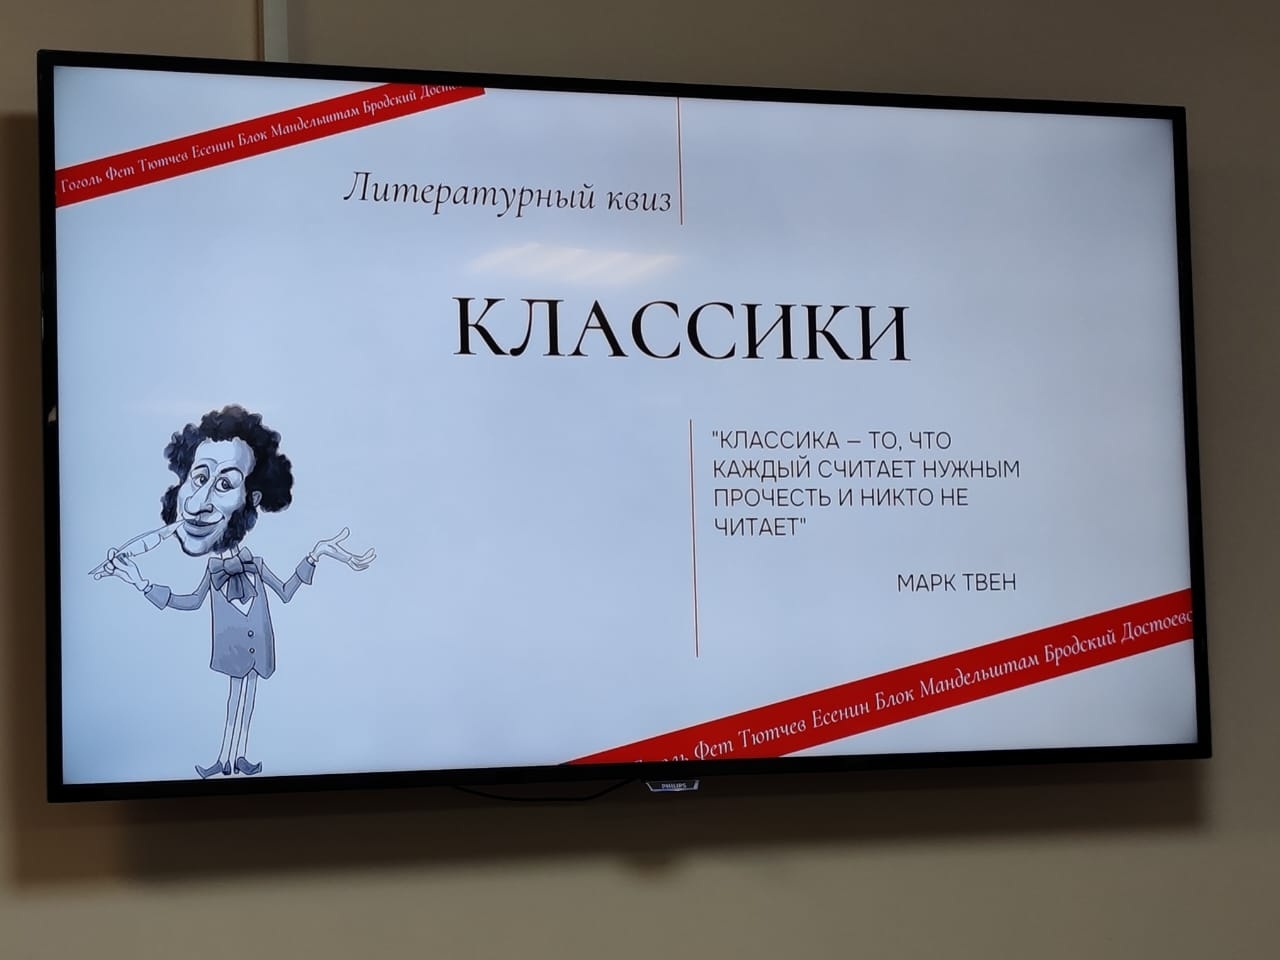 Гоголь Фет Тютчев Есенин Блок Мандельштам Бродский
Литературный квиз
КЛАССИКИ
"КЛАССИКА – ТО, ЧТО
КАЖДЫЙ СЧИТАЕТ НУЖНЫМ
ПРОЧЕСТЬ И НИКТО НЕ
ЧИТАЕТ"
МАРК ТВЕН
Фет Тютчев Есенин Блок Мандельштам Бродский Достоевс
PHILIPS